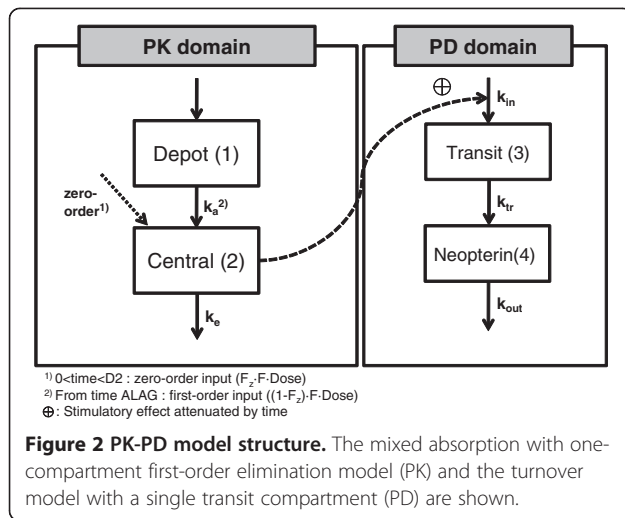 PK domain
PD domain
Depot (1)
zero-
order1)
ka2)
Central (2)
ke
⊕
kin
Transit (3)
ktr
Neopterin(4)
kout
1) 0<time<D2 : zero-order input (Fz·F·Dose)
2) From time ALAG : first-order input ((1-Fz)·F·Dose)
⊕: Stimulatory effect attenuated by time
Figure 2 PK-PD model structure. The mixed absorption with one-
compartment first-order elimination model (PK) and the turnover
model with a single transit compartment (PD) are shown.